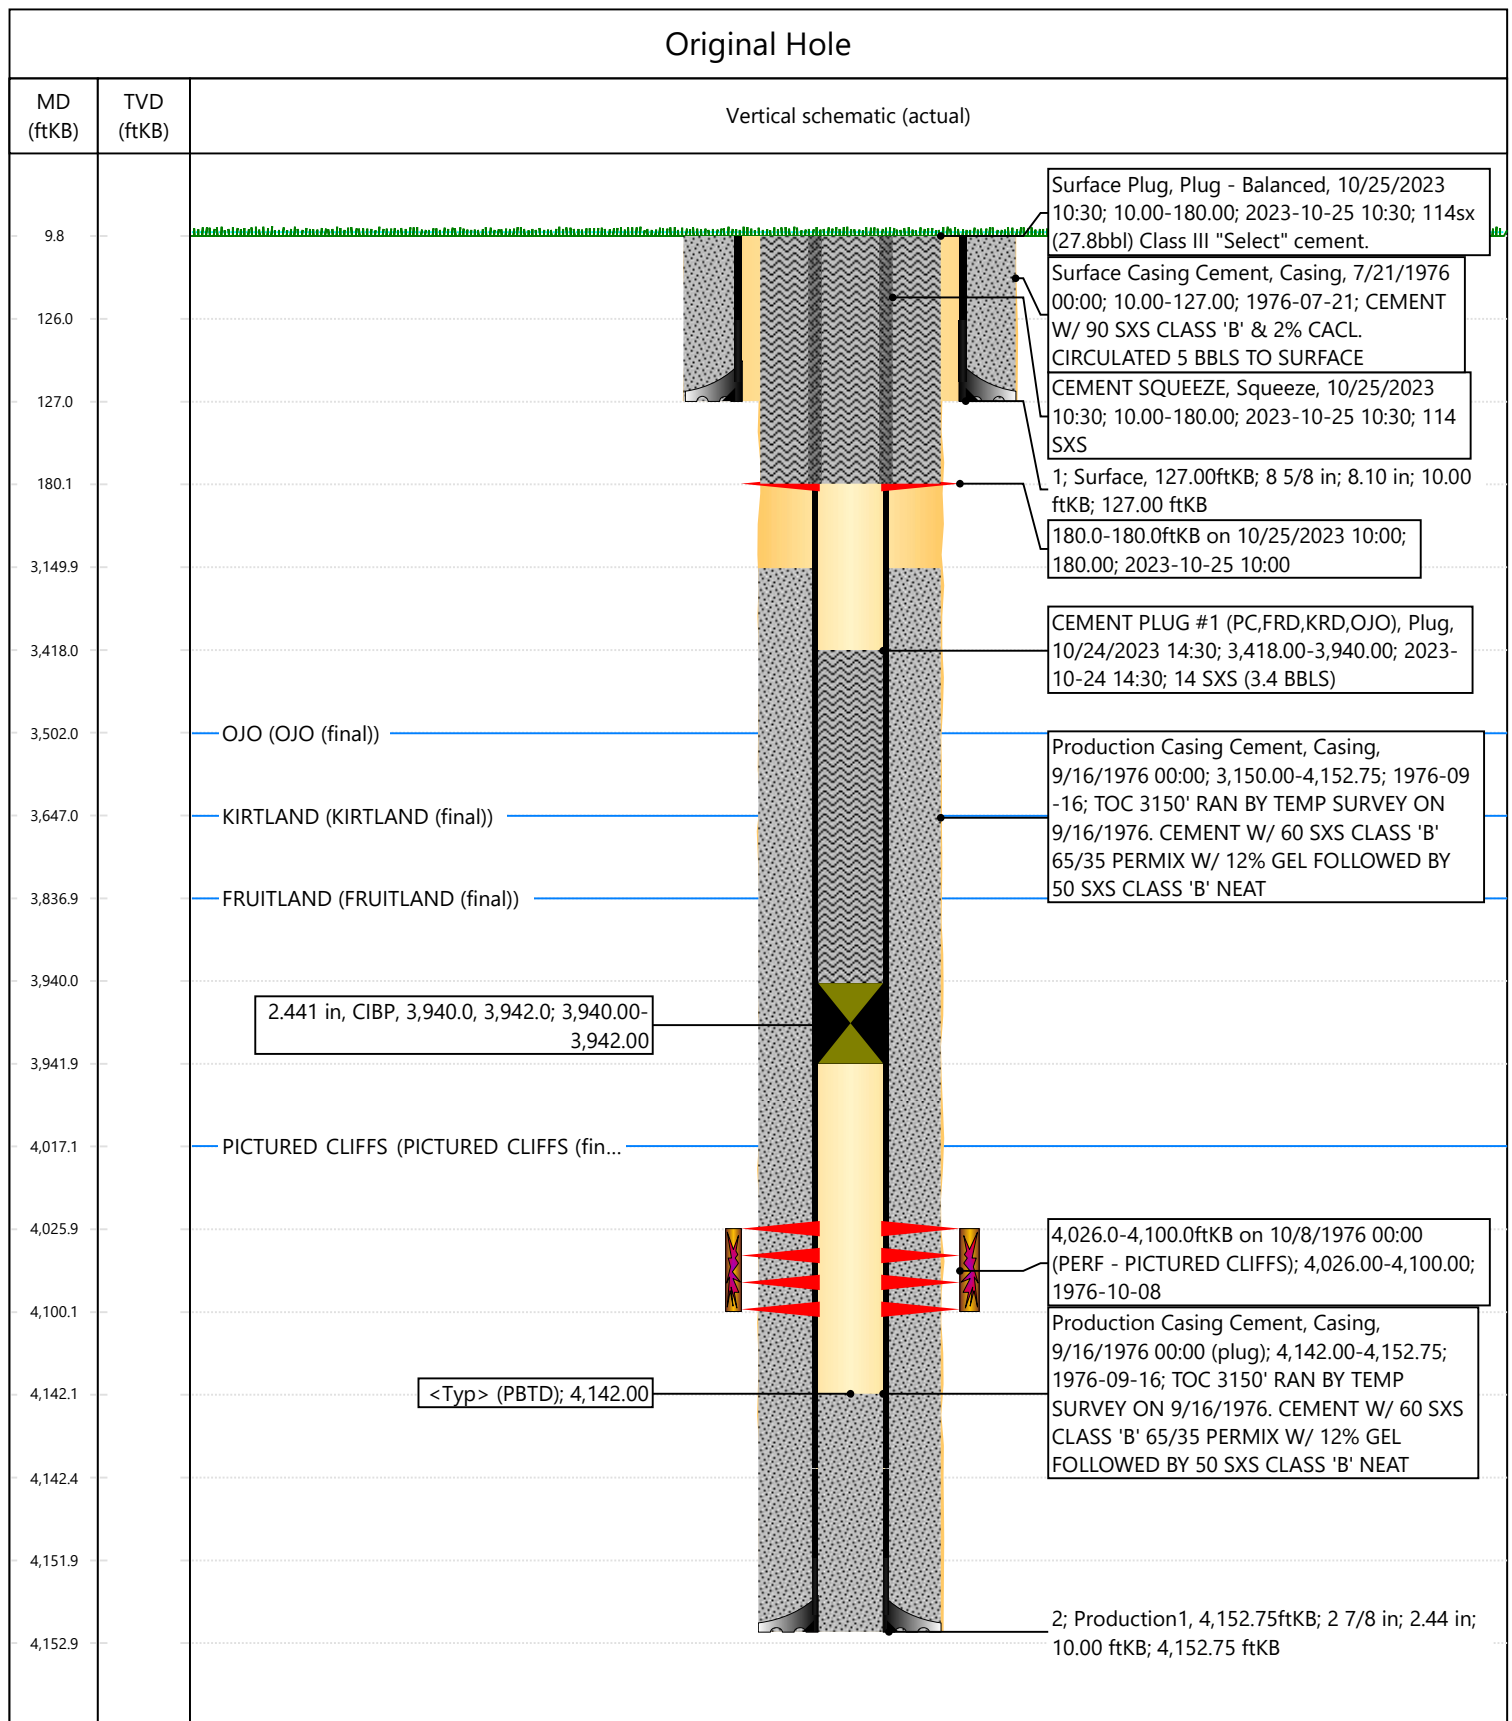 Original Hole
MD
(ftKB)
TVD
(ftKB)
Vertical schematic (actual)
9.8
126.0
127.0
180.1
3,149.9
3,418.0
3,502.0
3,647.0
3,836.9
3,940.0
3,941.9
4,017.1
4,025.9
4,100.1
4,142.1
4,142.4
4,151.9
4,152.9
OJO (OJO (final))
KIRTLAND (KIRTLAND (final))
FRUITLAND (FRUITLAND (final))
2.441 in, CIBP, 3,940.0, 3,942.0; 3,940.00-
3,942.00
PICTURED CLIFFS (PICTURED CLIFFS (fin...
<Typ> (PBTD); 4,142.00
Surface Plug, Plug - Balanced, 10/25/2023
10:30; 10.00-180.00; 2023-10-25 10:30; 114sx
(27.8bbl) Class III "Select" cement.
Surface Casing Cement, Casing, 7/21/1976
00:00; 10.00-127.00; 1976-07-21; CEMENT
W/ 90 SXS CLASS 'B' & 2% CACL.
CIRCULATED 5 BBLS TO SURFACE
CEMENT SQUEEZE, Squeeze, 10/25/2023
10:30; 10.00-180.00; 2023-10-25 10:30; 114
SXS
1; Surface, 127.00ftKB; 8 5/8 in; 8.10 in; 10.00
ftKB; 127.00 ftKB
180.0-180.0ftKB on 10/25/2023 10:00;
180.00; 2023-10-25 10:00
CEMENT PLUG #1 (PC,FRD,KRD,OJO), Plug,
10/24/2023 14:30; 3,418.00-3,940.00; 2023-
10-24 14:30; 14 SXS (3.4 BBLS)
Production Casing Cement, Casing,
9/16/1976 00:00; 3,150.00-4,152.75; 1976-09
-16; TOC 3150' RAN BY TEMP SURVEY ON
9/16/1976. CEMENT W/ 60 SXS CLASS 'B'
65/35 PERMIX W/ 12% GEL FOLLOWED BY
50 SXS CLASS 'B' NEAT
4,026.0-4,100.0ftKB on 10/8/1976 00:00
(PERF - PICTURED CLIFFS); 4,026.00-4,100.00;
1976-10-08
Production Casing Cement, Casing,
9/16/1976 00:00 (plug); 4,142.00-4,152.75;
1976-09-16; TOC 3150' RAN BY TEMP
SURVEY ON 9/16/1976. CEMENT W/ 60 SXS
CLASS 'B' 65/35 PERMIX W/ 12% GEL
FOLLOWED BY 50 SXS CLASS 'B' NEAT
2; Production1, 4,152.75ftKB; 2 7/8 in; 2.44 in;
10.00 ftKB; 4,152.75 ftKB